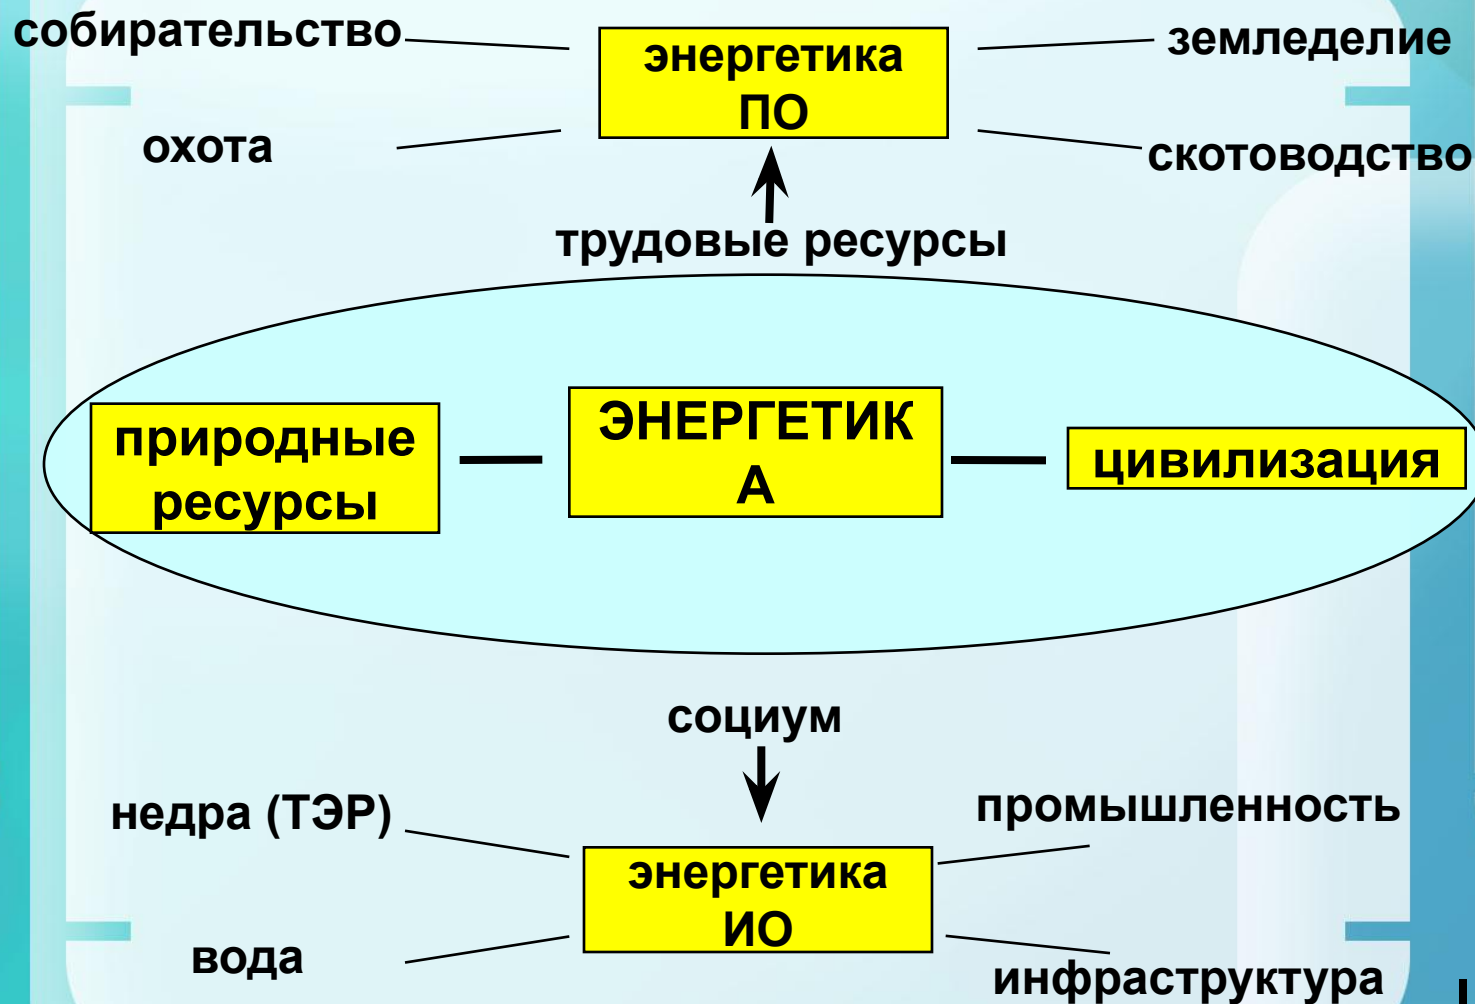 собирательство
энергетика
ПО
земледелие
охота
скотоводство
трудовые ресурсы
природные
ресурсы
ЭНЕРГЕТИК
А
цивилизация
социум
недра (ТЭР)
промышленность
энергетика
ИО
вода
инфраструктура